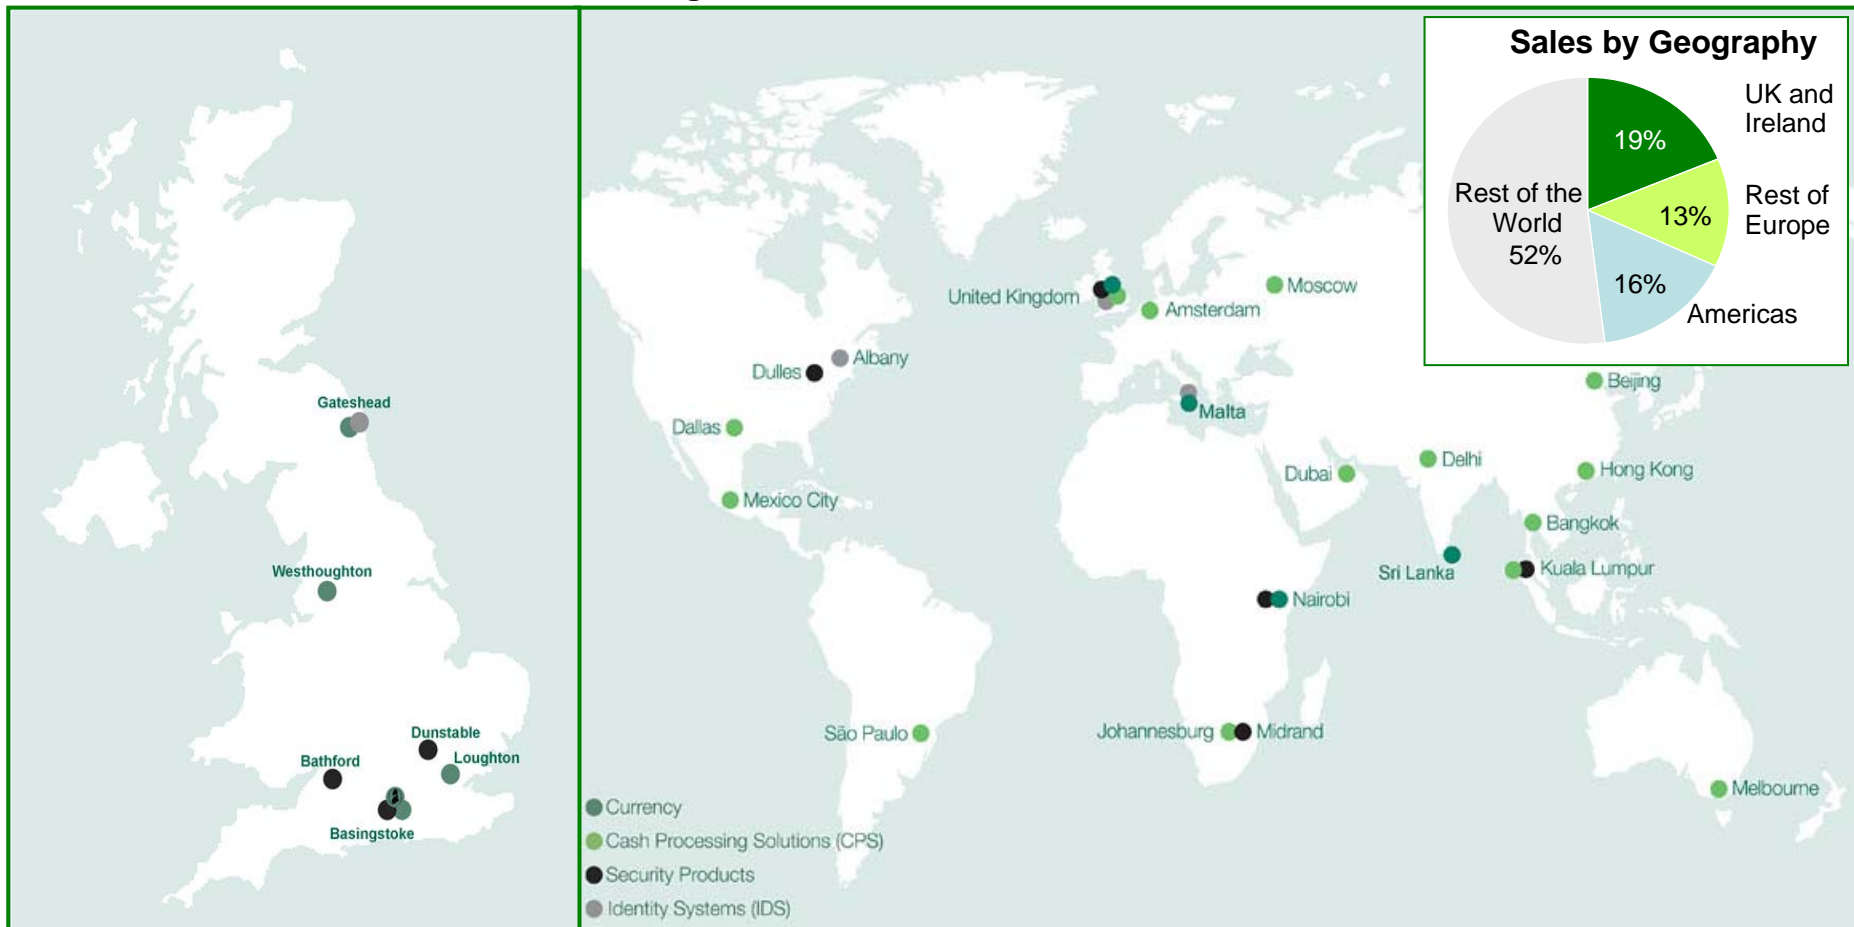 Gateshead
Westhoughton
Dunstable
Loughton
Bathford
Basingstoke
United Kingdom
Moscow
Amsterdam
Albany
Dulles
Dallas
Mexico City
São Paulo
Malta
Dubai
Delhi
Beijing
Hong Kong
Bangkok
Sri Lanka
Kuala Lumpur
Nairobi
Johannesburg
Midrand
Melbourne
Currency
Cash Processing Solutions (CPS)
Security Products
Identity Systems (IDS)
Sales by Geography
UK and
Ireland
19%
Rest of
Europe
13%
Americas
16%
Rest of the
World
52%